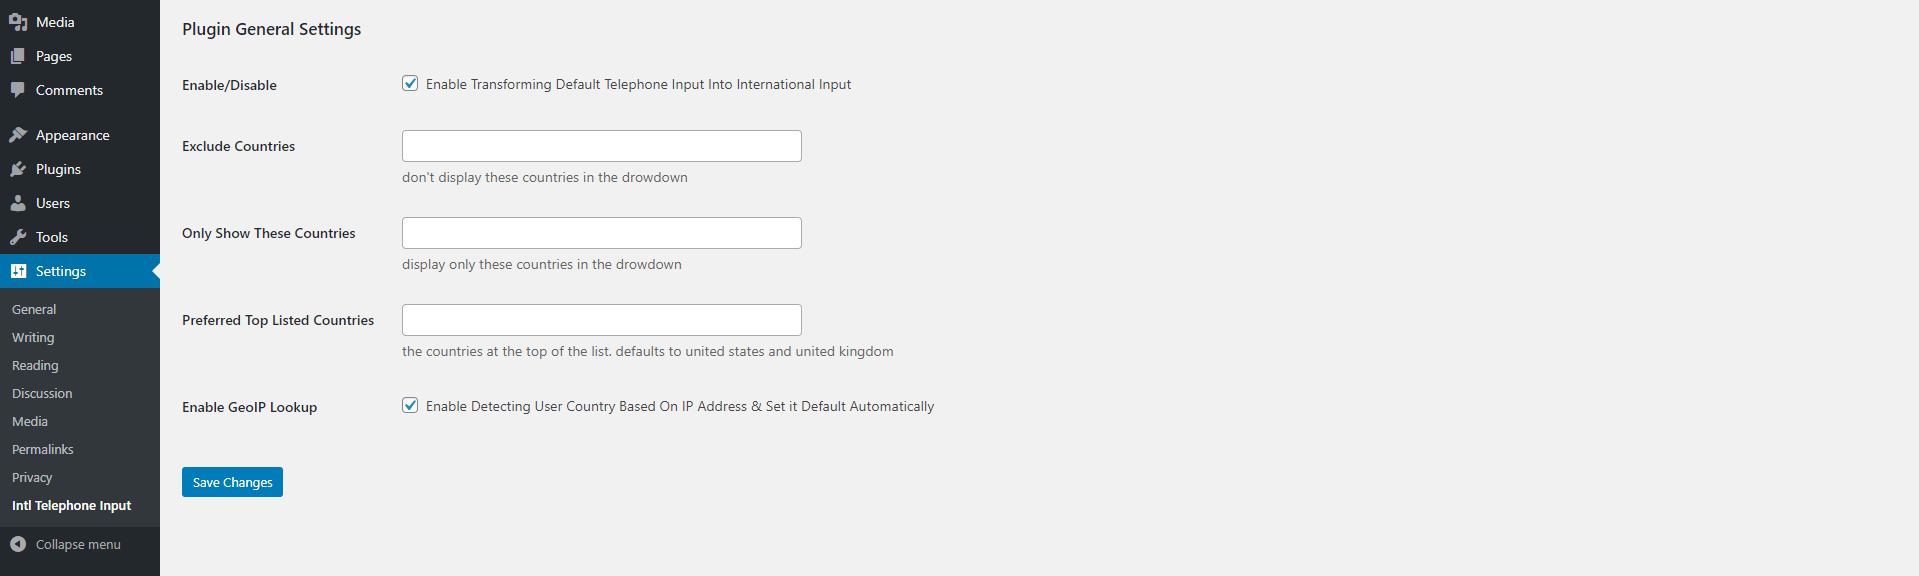 Media
Pages
Comments
Appearance
Plugins
Users
Tools
Settings
General
Writing
Reading
Discussion
Media
Permalinks
Privacy
Intl Telephone Input
Collapse menu
Plugin General Settings
Enable/Disable
Enable Transforming Default Telephone Input Into International Input
Exclude Countries
don't display these countries in the drowdown
Only Show These Countries
display only these countries in the drowdown
Preferred Top Listed Countries
the countries at the top of the list. defaults to united states and united kingdom
Enable GeoIP Lookup
Enable Detecting User Country Based On IP Address & Set it Default Automatically
Save Changes